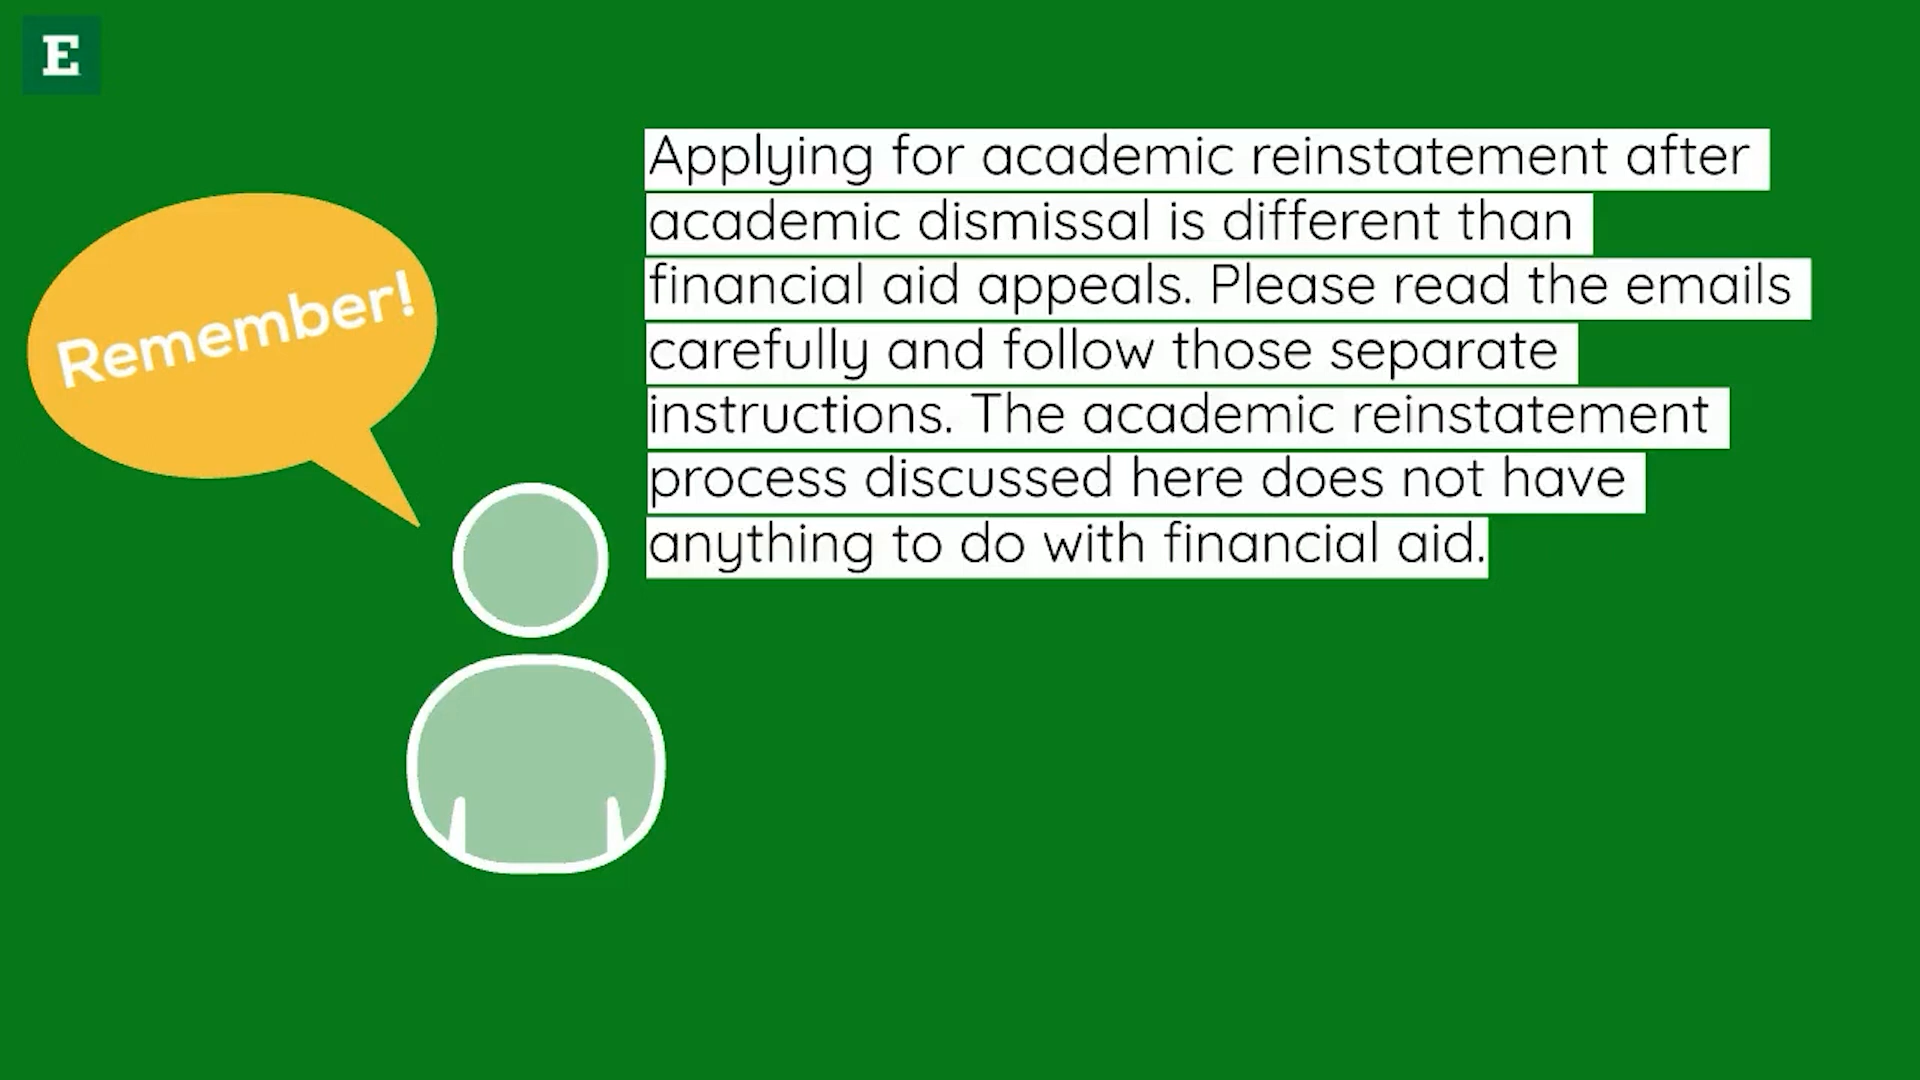 E
Remember!
Applying for academic reinstatement after
academic dismissal is different than
financial aid appeals. Please read the emails
carefully and follow those separate
instructions. The academic reinstatement
process discussed here does not have
anything to do with financial aid.